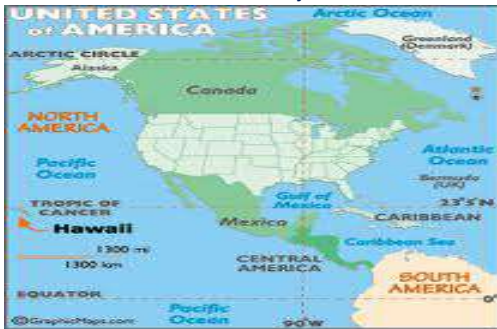 UNITED STATES
of AMERICA
Arctic Ocean
Greenland
(Denmark)
ARCTIC CIRCLE
Alaska
Canada
NORTH
AMERICA
Pacific
Ocean
Atlantic
Ocean
Bermuda
(UK)
TROPIC OF
CANCER
Gulf of
Mexico
23°5'N
Hawaii
Mexico
CARIBBEAN
Caribbean Sea
1300 mi
1300 km
CENTRAL
AMERICA
SOUTH
AMERICA
EQUATOR
0°
©GraphicMaps.com
Pacific
Ocean
90°W